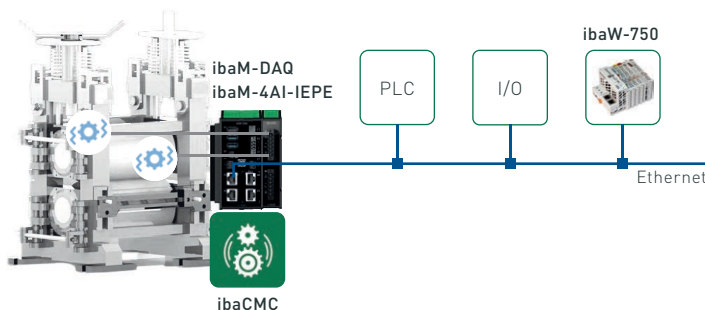 ibaM-DAQ
ibaM-4AI-IEPE
PLC
I/O
ibaW-750
Ethernet
ibaCMC